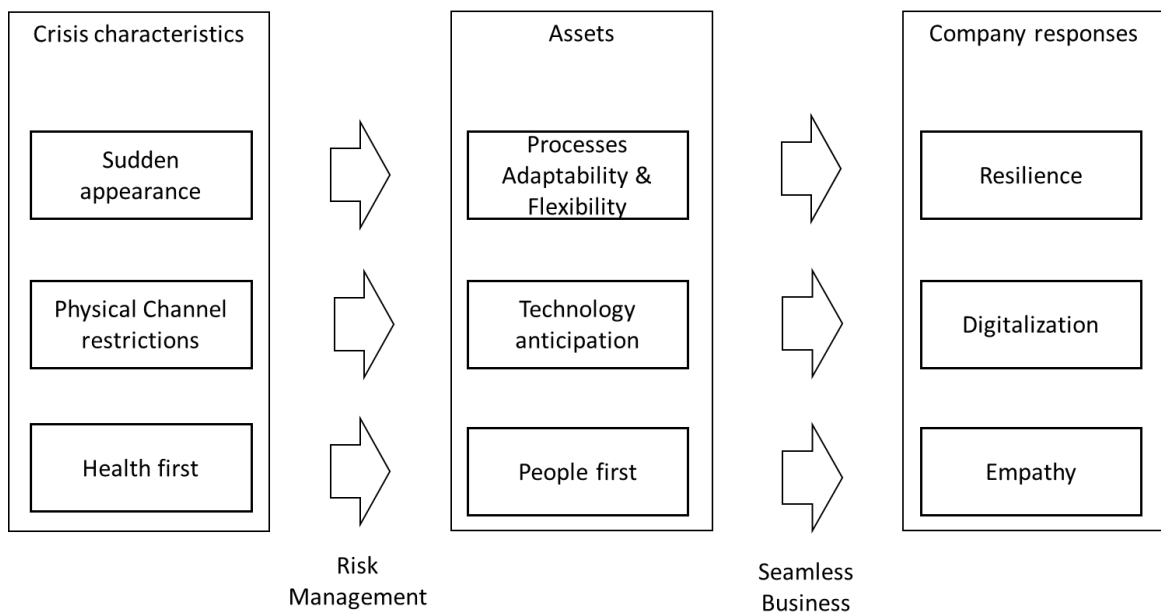 Crisis characteristics
Assets
Company responses
Sudden
appearance
Processes
Adaptability &
Flexibility
Resilience
Physical Channel
restrictions
Technology
anticipation
Digitalization
Health first
People first
Empathy
Risk
Management
Seamless
Business